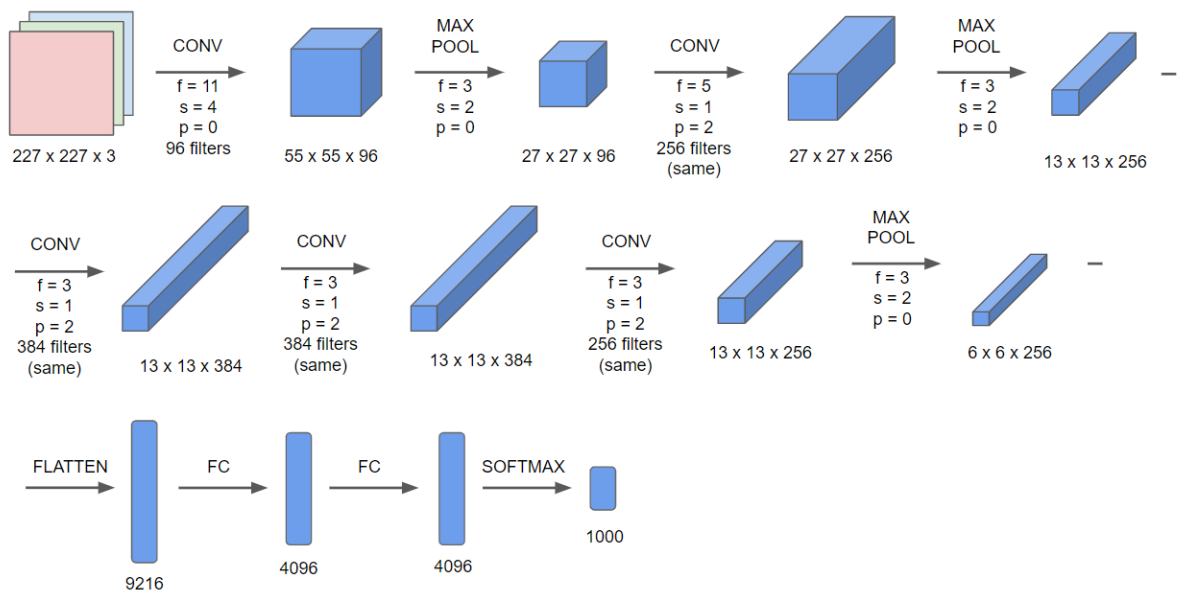 CONV
f = 11
s = 4
p = 0
96 filters
227 x 227 x 3
55 x 55 x 96
MAX
POOL
f = 3
s = 2
p = 0
27 x 27 x 96
CONV
f = 5
s = 1
p = 2
256 filters
(same)
27 x 27 x 256
MAX
POOL
f = 3
s = 2
p = 0
13 x 13 x 256
CONV
f = 3
s = 1
p = 2
384 filters
(same)
13 x 13 x 384
CONV
f = 3
s = 1
p = 2
384 filters
(same)
13 x 13 x 384
CONV
f = 3
s = 1
p = 2
256 filters
(same)
13 x 13 x 256
MAX
POOL
f = 3
s = 2
p = 0
6 x 6 x 256
FLATTEN
9216
FC
4096
FC
4096
SOFTMAX
1000